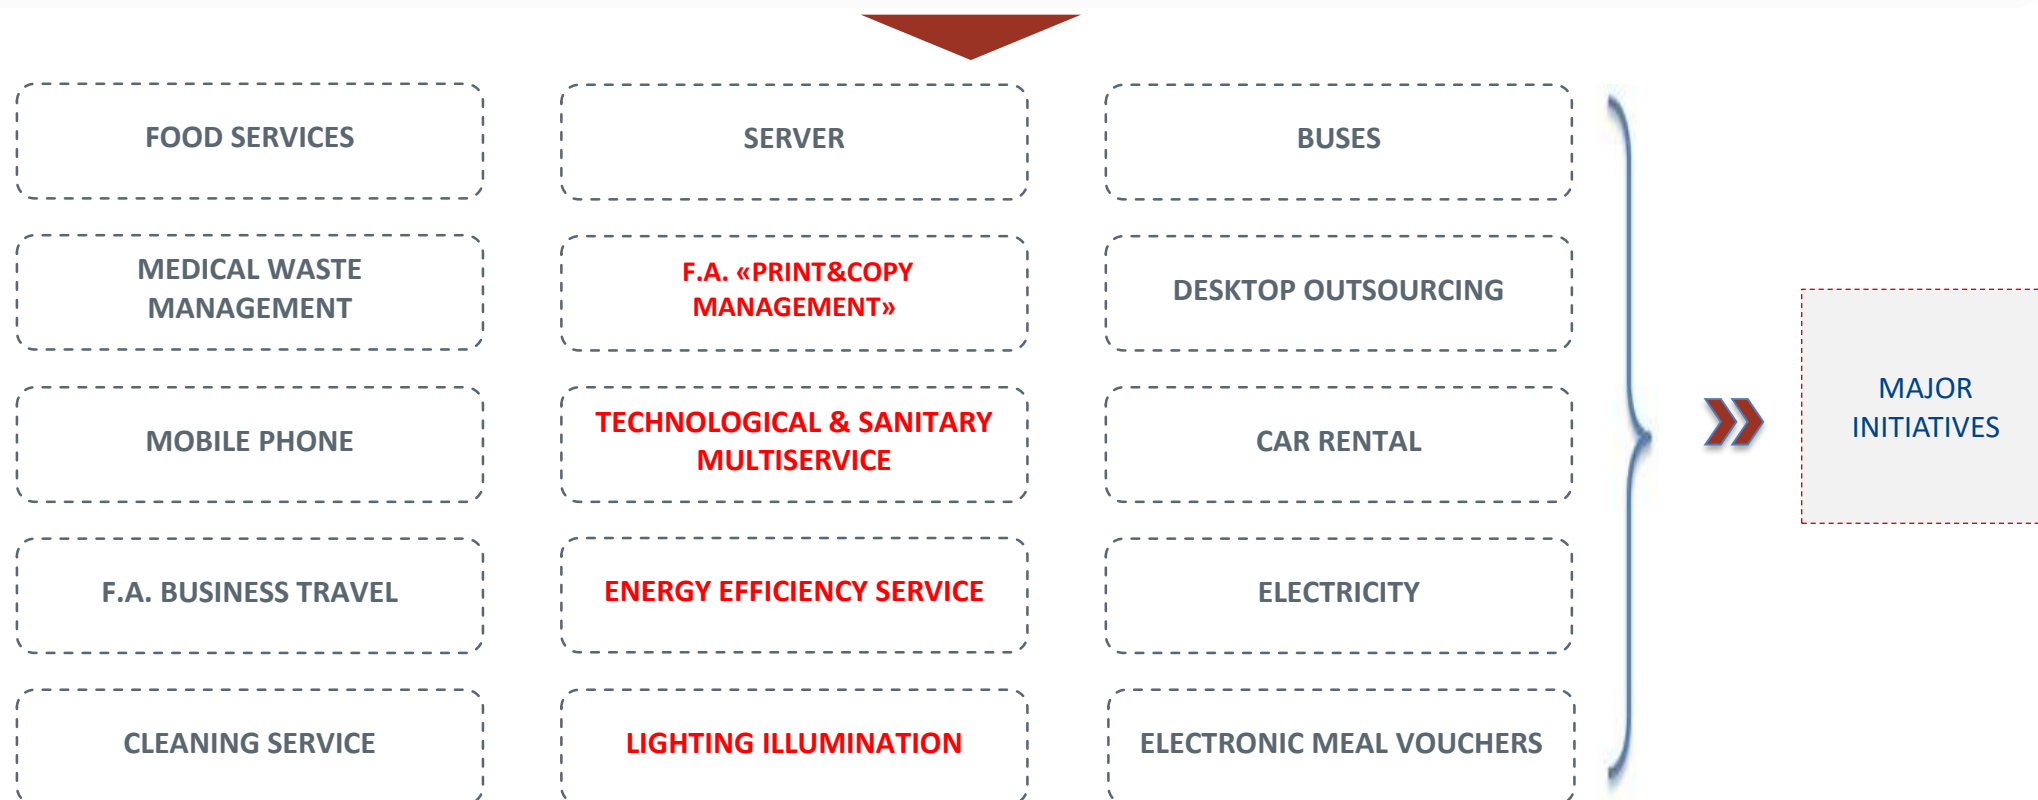 FOOD SERVICES
SERVER
BUSES
MEDICAL WASTE
MANAGEMENT
F.A. «PRINT&COPY
MANAGEMENT»
DESKTOP OUTSOURCING
MOBILE PHONE
TECHNOLOGICAL & SANITARY
MULTISERVICE
CAR RENTAL
F.A. BUSINESS TRAVEL
ENERGY EFFICIENCY SERVICE
ELECTRICITY
CLEANING SERVICE
LIGHTING ILLUMINATION
ELECTRONIC MEAL VOUCHERS
MAJOR
INITIATIVES